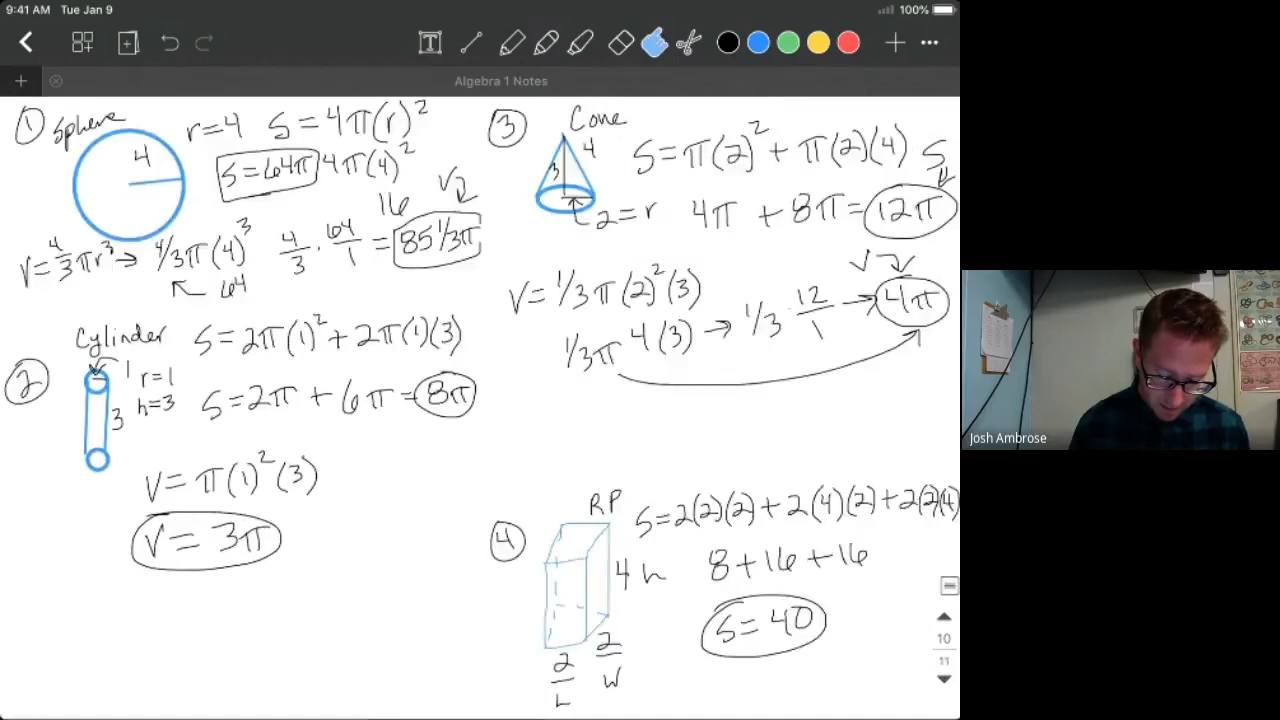 9:41 AM Tue Jan 9
100%
Algebra 1 Notes
① Sphere
4
r=4 S=4π(r)²
S=64π 4π(4)²
16
V=4/3πr³→ 4/3π(4)³ 4/3 · 64/1 = 85 1/3π
64
V
② Cylinder
1 r=1
h=3
3
S=2π(1)²+2π(1)(3)
S=2π+6π=8π
V=π(1)²(3)
V=3π
③ Cone
4
3
2=r
S=π(2)²+π(2)(4) S
4π+8π=12π
V=1/3π(2)²(3)
V
1/3π 4(3)→1/3·12/1→4π
④ RP
4 h
2
W
2
L
S=2(2)(2)+2(4)(2)+2(2)(4)
8+16+16
S=40
10
11
Josh Ambrose